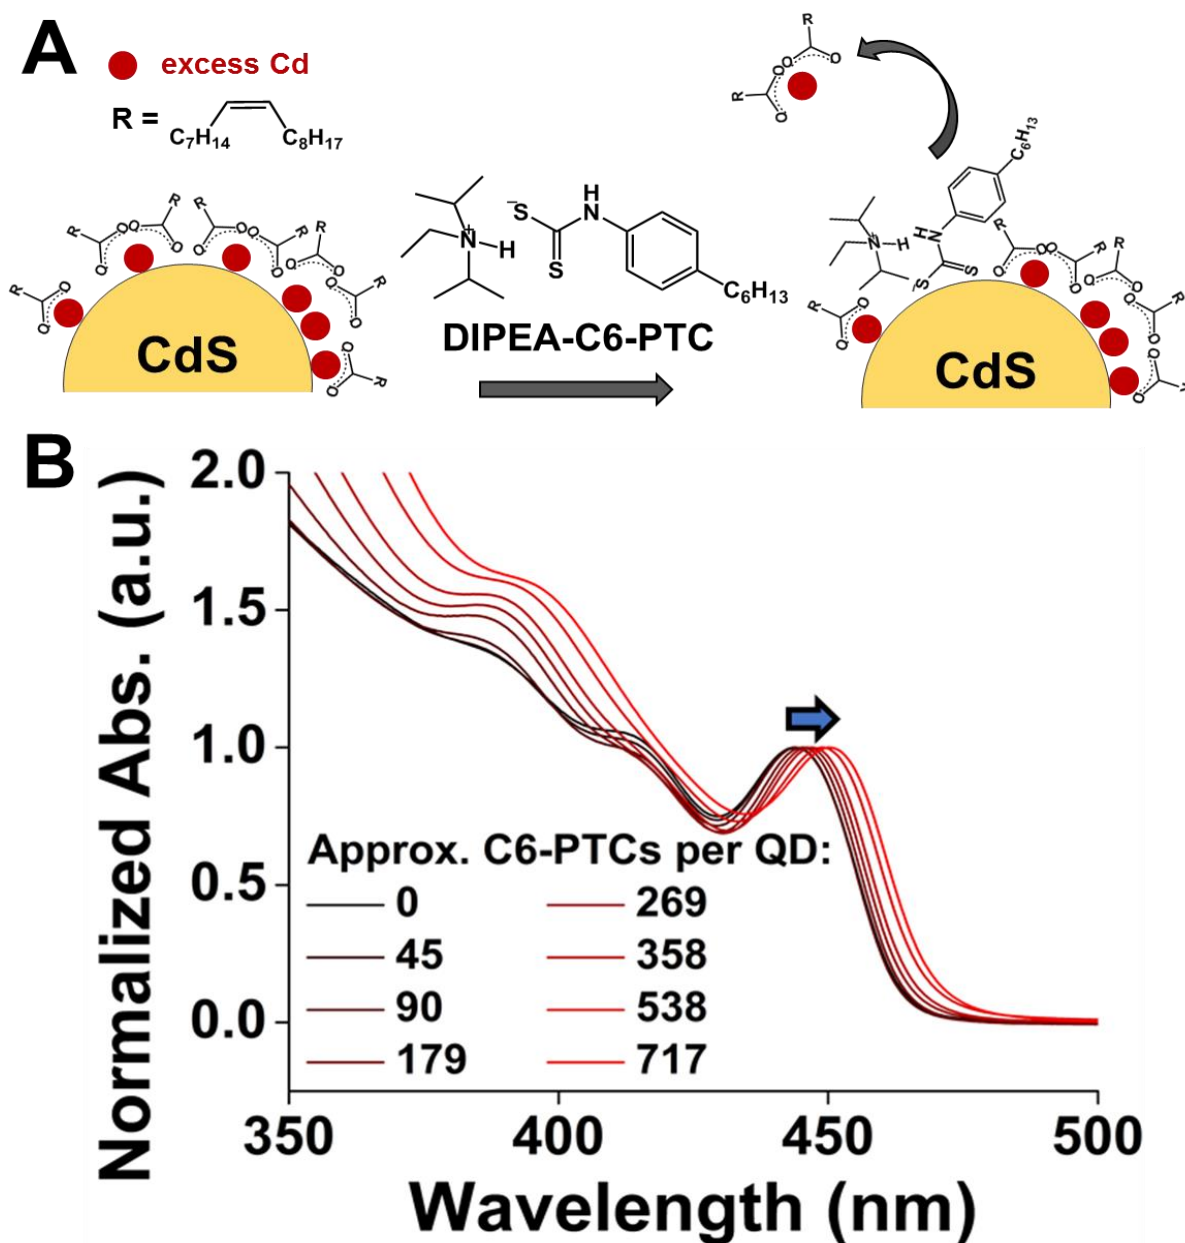 A
excess Cd
R =
C7H14
C8H17
R
R
R
R
R
R
R
O
O
O
O
O
O
O
O
O
O
O
O
O
O
CdS
N+
H
-S
H
N
S
C6H13
DIPEA-C6-PTC
R
R
O
O
O
O
C6H13
N
H
HN
-S
S
R
R
R
R
R
R
O
O
O
O
O
O
O
O
O
O
CdS
B
Normalized Abs. (a.u.)
2.0
1.5
1.0
0.5
0.0
Approx. C6-PTCs per QD:
0
269
45
358
90
538
179
717
350
400
450
500
Wavelength (nm)